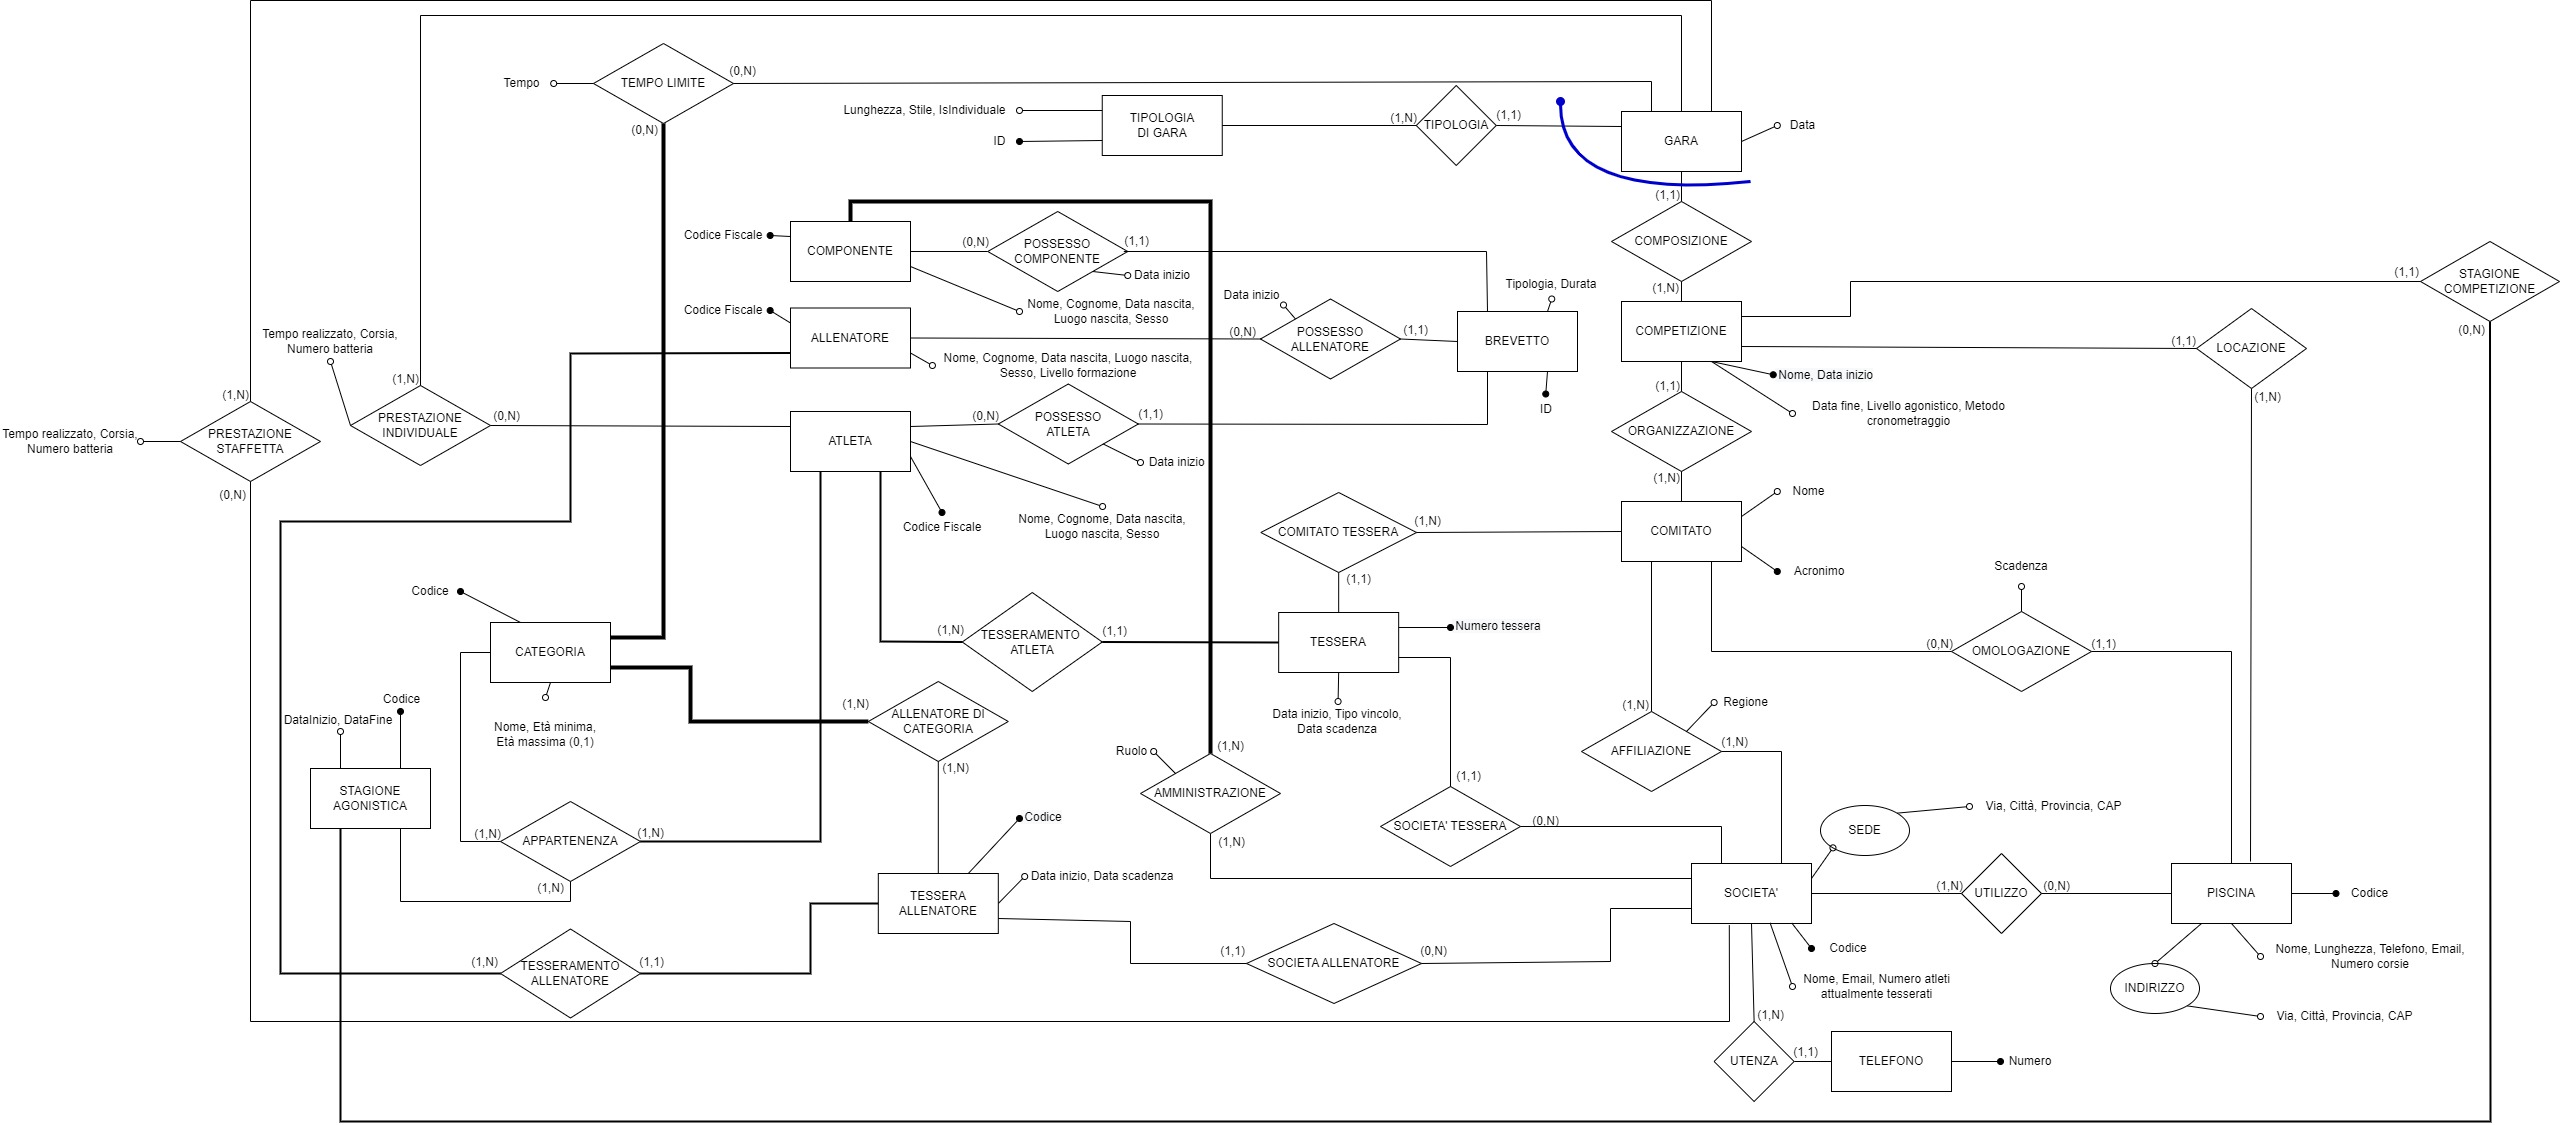 Tempo
TEMPO LIMITE
(0,N)
(0,N)
Lunghezza, Stile, IsIndividuale
ID
TIPOLOGIA
DI GARA
(1,N)
TIPOLOGIA
(1,1)
GARA
Data
(1,1)
COMPOSIZIONE
(1,N)
Codice Fiscale
COMPONENTE
(0,N)
POSSESSO
COMPONENTE
(1,1)
Data inizio
Nome, Cognome, Data nascita,
Luogo nascita, Sesso
Codice Fiscale
ALLENATORE
Nome, Cognome, Data nascita, Luogo nascita,
Sesso, Livello formazione
Data inizio
(0,N)
POSSESSO
ALLENATORE
(1,1)
Tipologia, Durata
BREVETTO
ID
COMPETIZIONE
(1,1)
STAGIONE
COMPETIZIONE
(0,N)
(1,1)
LOCAZIONE
(1,N)
Nome, Data inizio
Data fine, Livello agonistico, Metodo
cronometraggio
(1,1)
ORGANIZZAZIONE
(1,N)
Tempo realizzato, Corsia,
Numero batteria
(1,N)
PRESTAZIONE
INDIVIDUALE
(0,N)
(1,N)
PRESTAZIONE
STAFFETTA
Tempo realizzato, Corsia,
Numero batteria
(0,N)
ATLETA
(0,N)
POSSESSO
ATLETA
(1,1)
Data inizio
Codice Fiscale
Nome, Cognome, Data nascita,
Luogo nascita, Sesso
COMITATO TESSERA
(1,N)
(1,1)
COMITATO
Nome
Acronimo
Scadenza
(0,N)
OMOLOGAZIONE
(1,1)
Codice
CATEGORIA
Nome, Età minima,
Età massima (0,1)
(1,N)
TESSERAMENTO
ATLETA
(1,1)
TESSERA
Numero tessera
Data inizio, Tipo vincolo,
Data scadenza
(1,N)
ALLENATORE DI
CATEGORIA
(1,N)
Ruolo
(1,N)
AMMINISTRAZIONE
(1,N)
(1,N)
Regione
AFFILIAZIONE
(1,N)
(1,1)
SOCIETA' TESSERA
(0,N)
DataInizio, DataFine
Codice
STAGIONE
AGONISTICA
(1,N)
APPARTENENZA
(1,N)
(1,N)
Codice
TESSERA
ALLENATORE
Data inizio, Data scadenza
(1,N)
TESSERAMENTO
ALLENATORE
(1,1)
(1,1)
SOCIETA ALLENATORE
(0,N)
SEDE
Via, Città, Provincia, CAP
SOCIETA'
(1,N)
UTILIZZO
(0,N)
PISCINA
Codice
Codice
Nome, Email, Numero atleti
attualmente tesserati
Nome, Lunghezza, Telefono, Email,
Numero corsie
INDIRIZZO
Via, Città, Provincia, CAP
(1,N)
UTENZA
(1,1)
TELEFONO
Numero